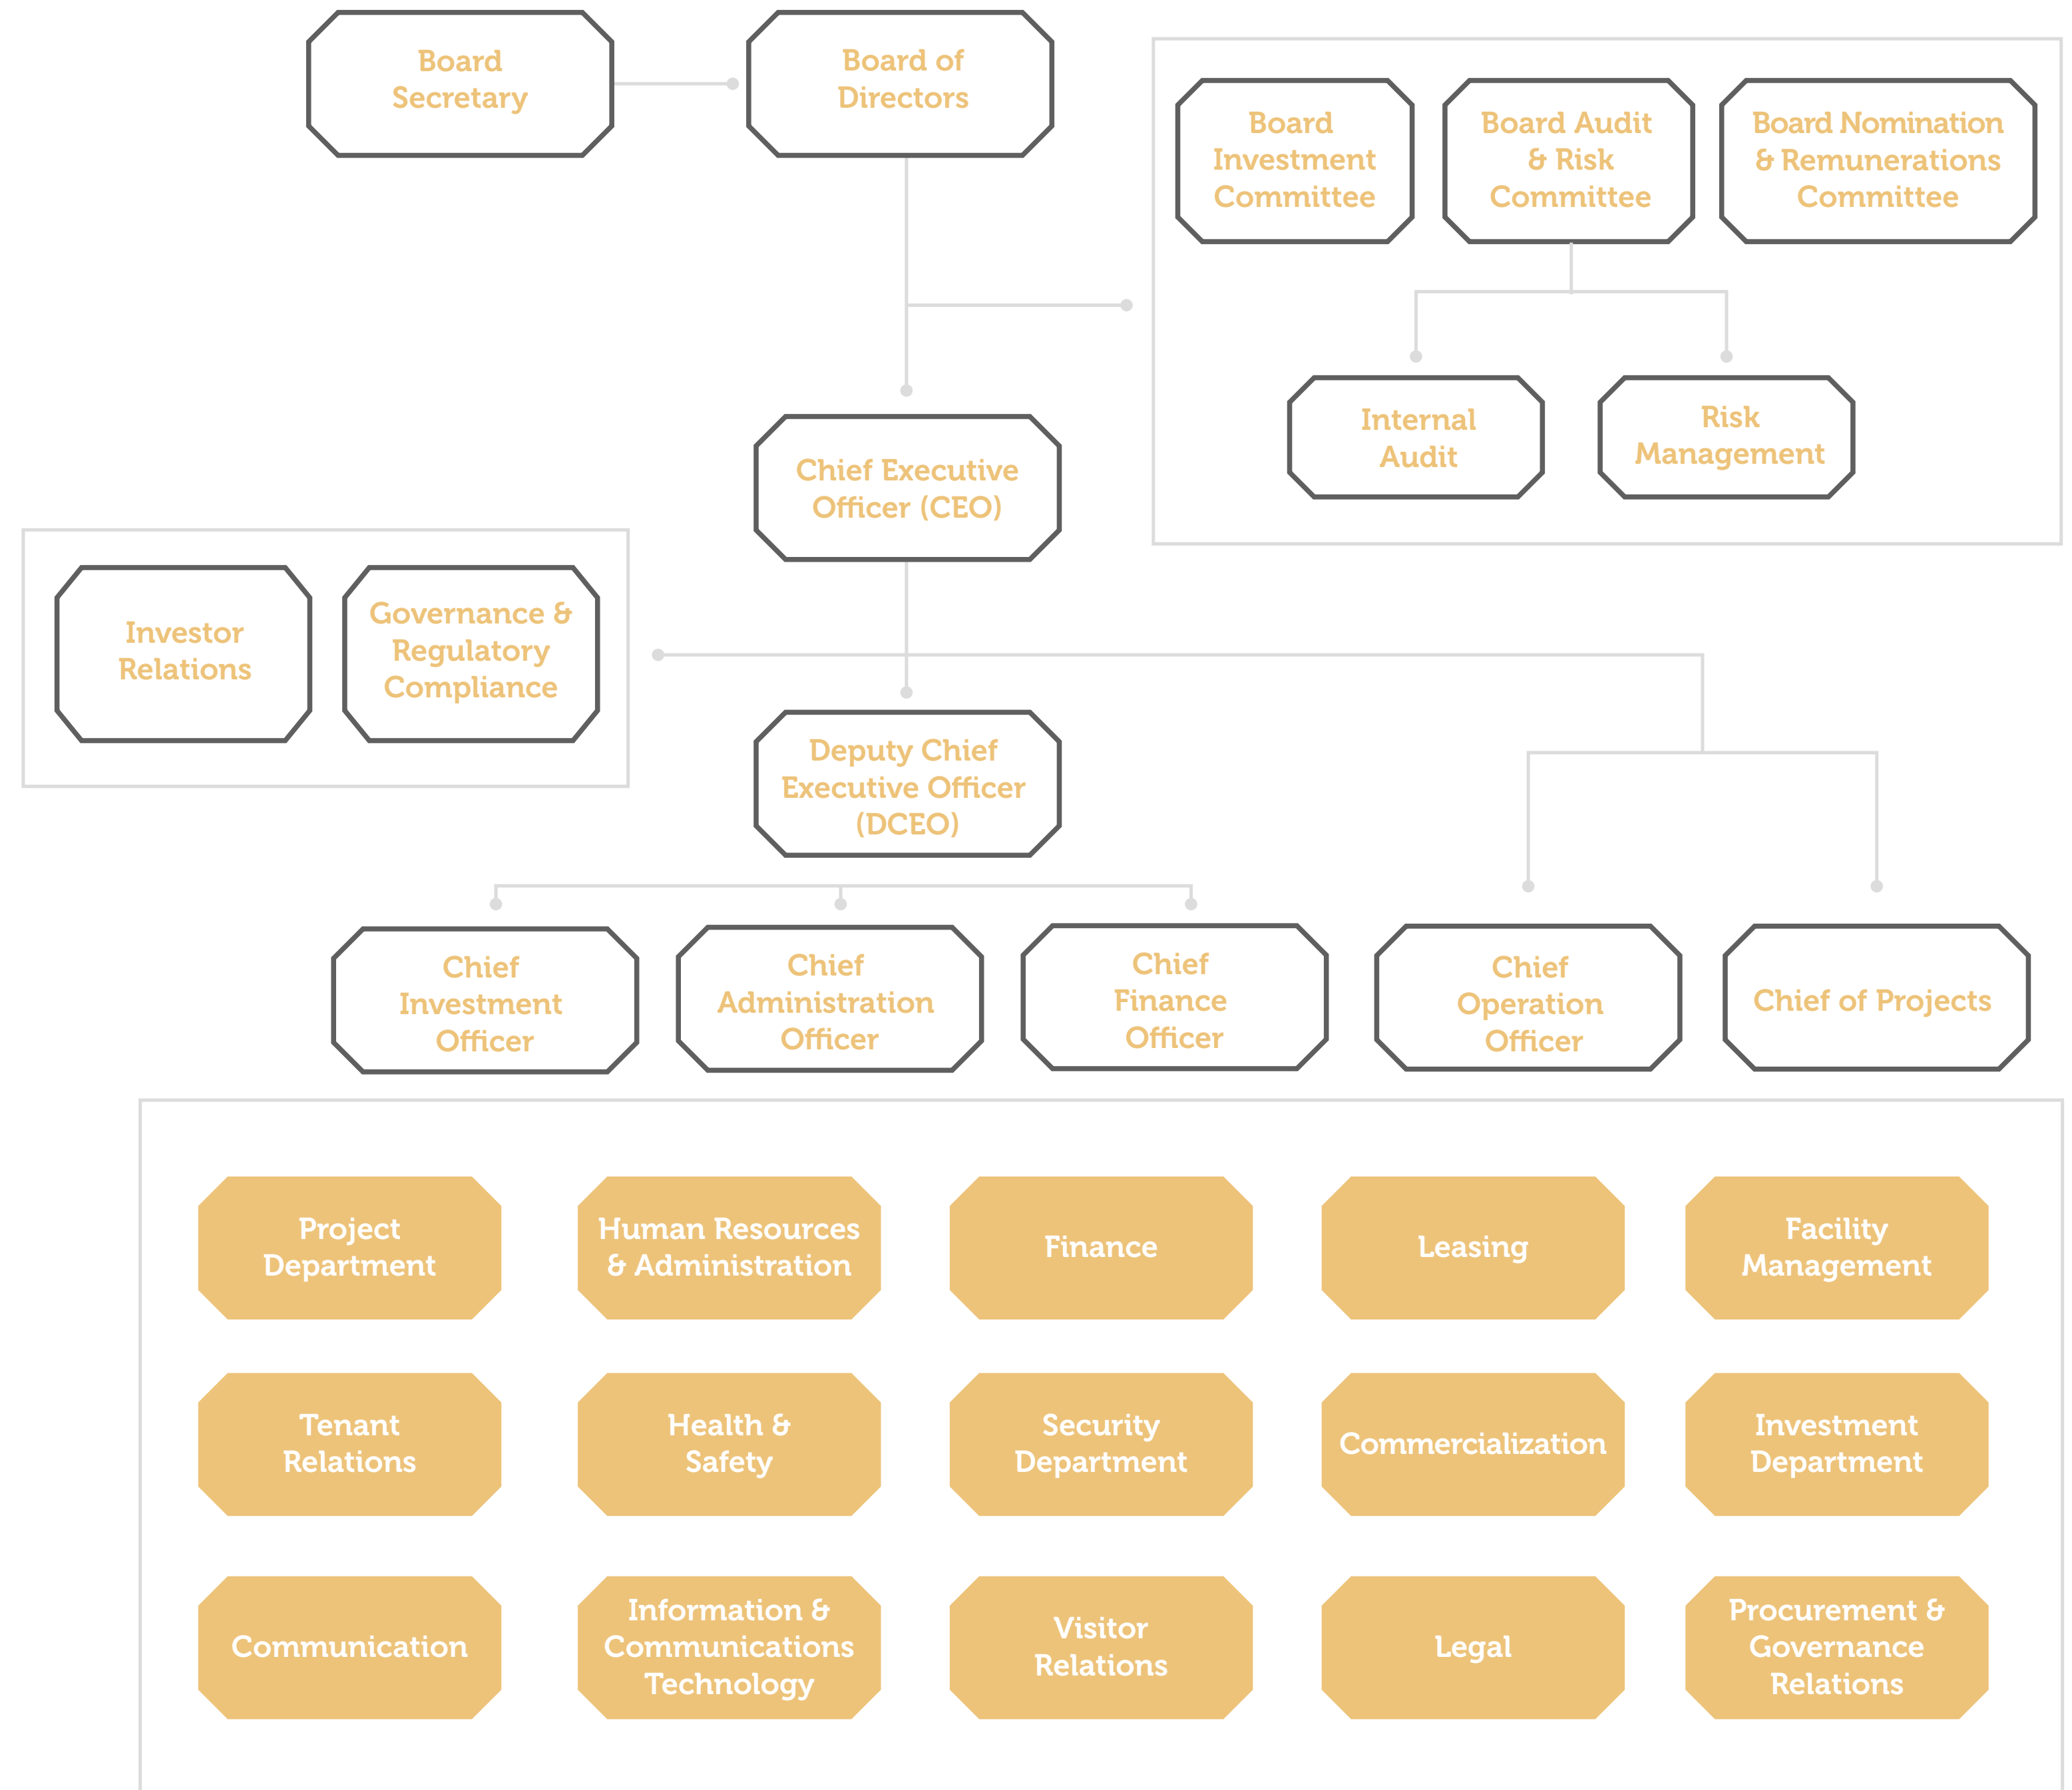 Board
Secretary
Board of
Directors
Board
Investment
Committee
Board Audit
& Risk
Committee
Board Nomination
& Remunerations
Committee
Internal
Audit
Risk
Management
Chief Executive
Officer (CEO)
Investor
Relations
Governance &
Regulatory
Compliance
Deputy Chief
Executive Officer
(DCEO)
Chief
Investment
Officer
Chief
Administration
Officer
Chief
Finance
Officer
Chief
Operation
Officer
Chief of Projects
Project
Department
Human Resources
& Administration
Finance
Leasing
Facility
Management
Tenant
Relations
Health &
Safety
Security
Department
Commercialization
Investment
Department
Communication
Information &
Communications
Technology
Visitor
Relations
Legal
Procurement &
Governance
Relations